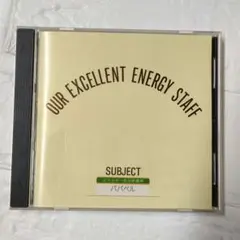 OUR EXCELLENT ENERGY STAFF
SUBJECT